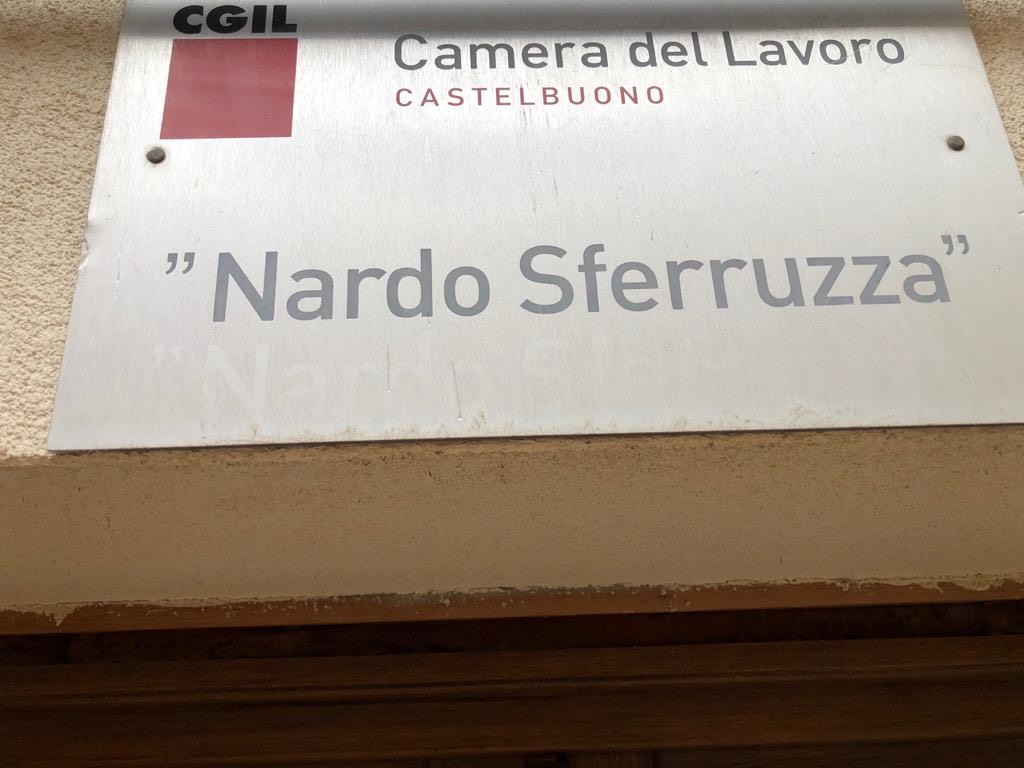 CGIL
Camera del Lavoro
CASTELBUONO
”Nardo Sferruzza”